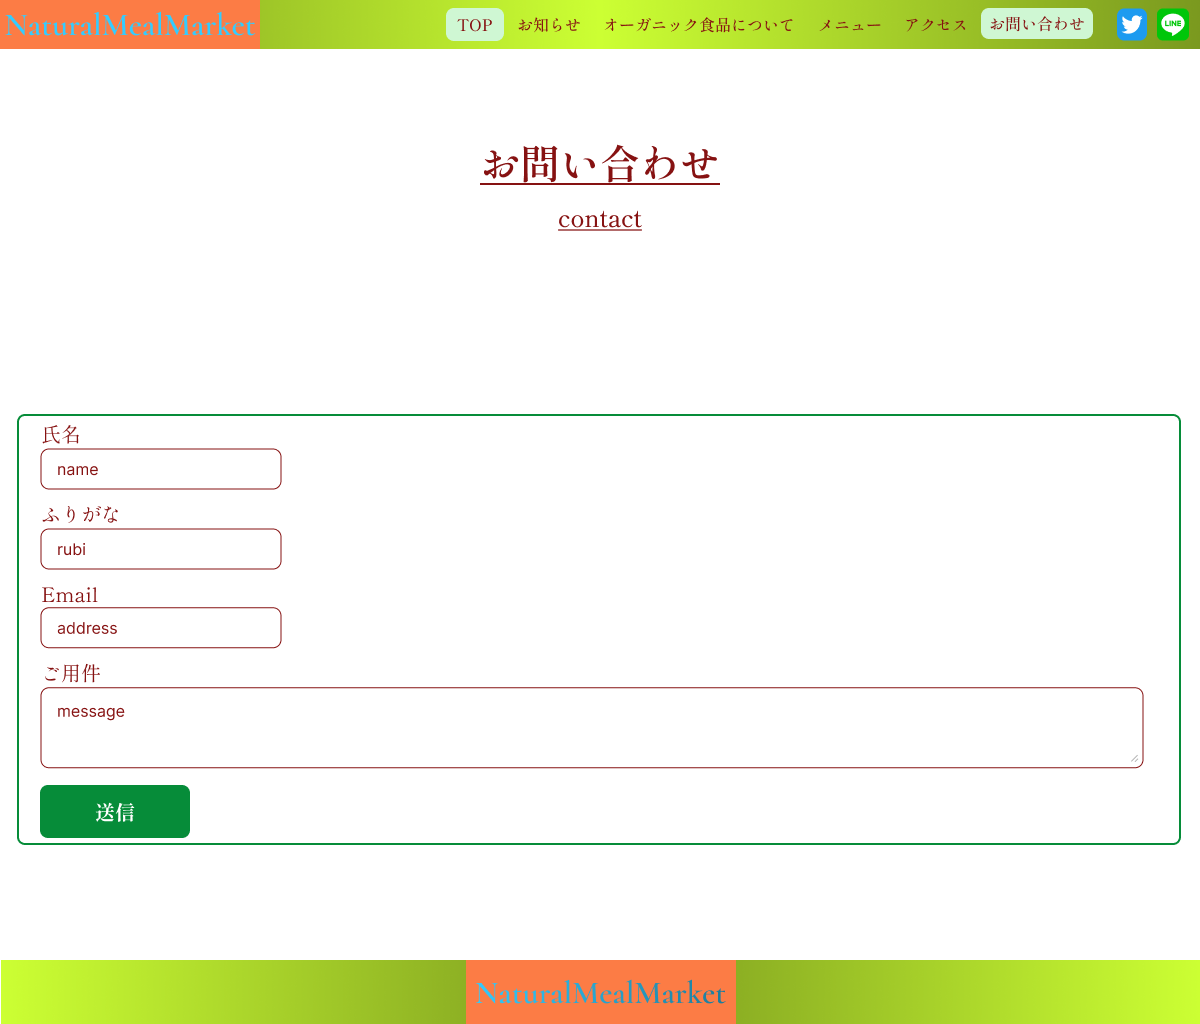 NaturalMealMarket TOP お知らせ オーガニック食品について メニュー アクセス お問い合わせ LINE
お問い合わせ
contact
氏名
name
ふりがな
rubi
Email
address
ご用件
message
送信
NaturalMealMarket